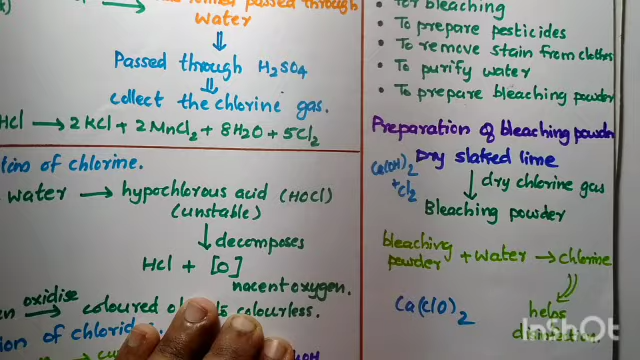 passed through
water
⇓
Passed through H₂SO₄
⇓
collect the chlorine gas.
HCl → 2KCl + 2MnCl₂ + 8H₂O + 5Cl₂
of chlorine.
water → hypochlorous acid (HOCl)
(unstable)
↓ decomposes
HCl + [O]
nacent oxygen.
oxidise → coloured colourless.
ion of
For bleaching
• To prepare pesticides
• To remove stain from clothes
• To purify water
• To prepare bleaching powder
Preparation of bleaching powder
Dry slaked lime
Ca(OH)₂ + Cl₂
↓ dry chlorine gas
Bleaching powder
bleaching powder + water → chlorine
⇓
helps
Ca(ClO)₂
InShot